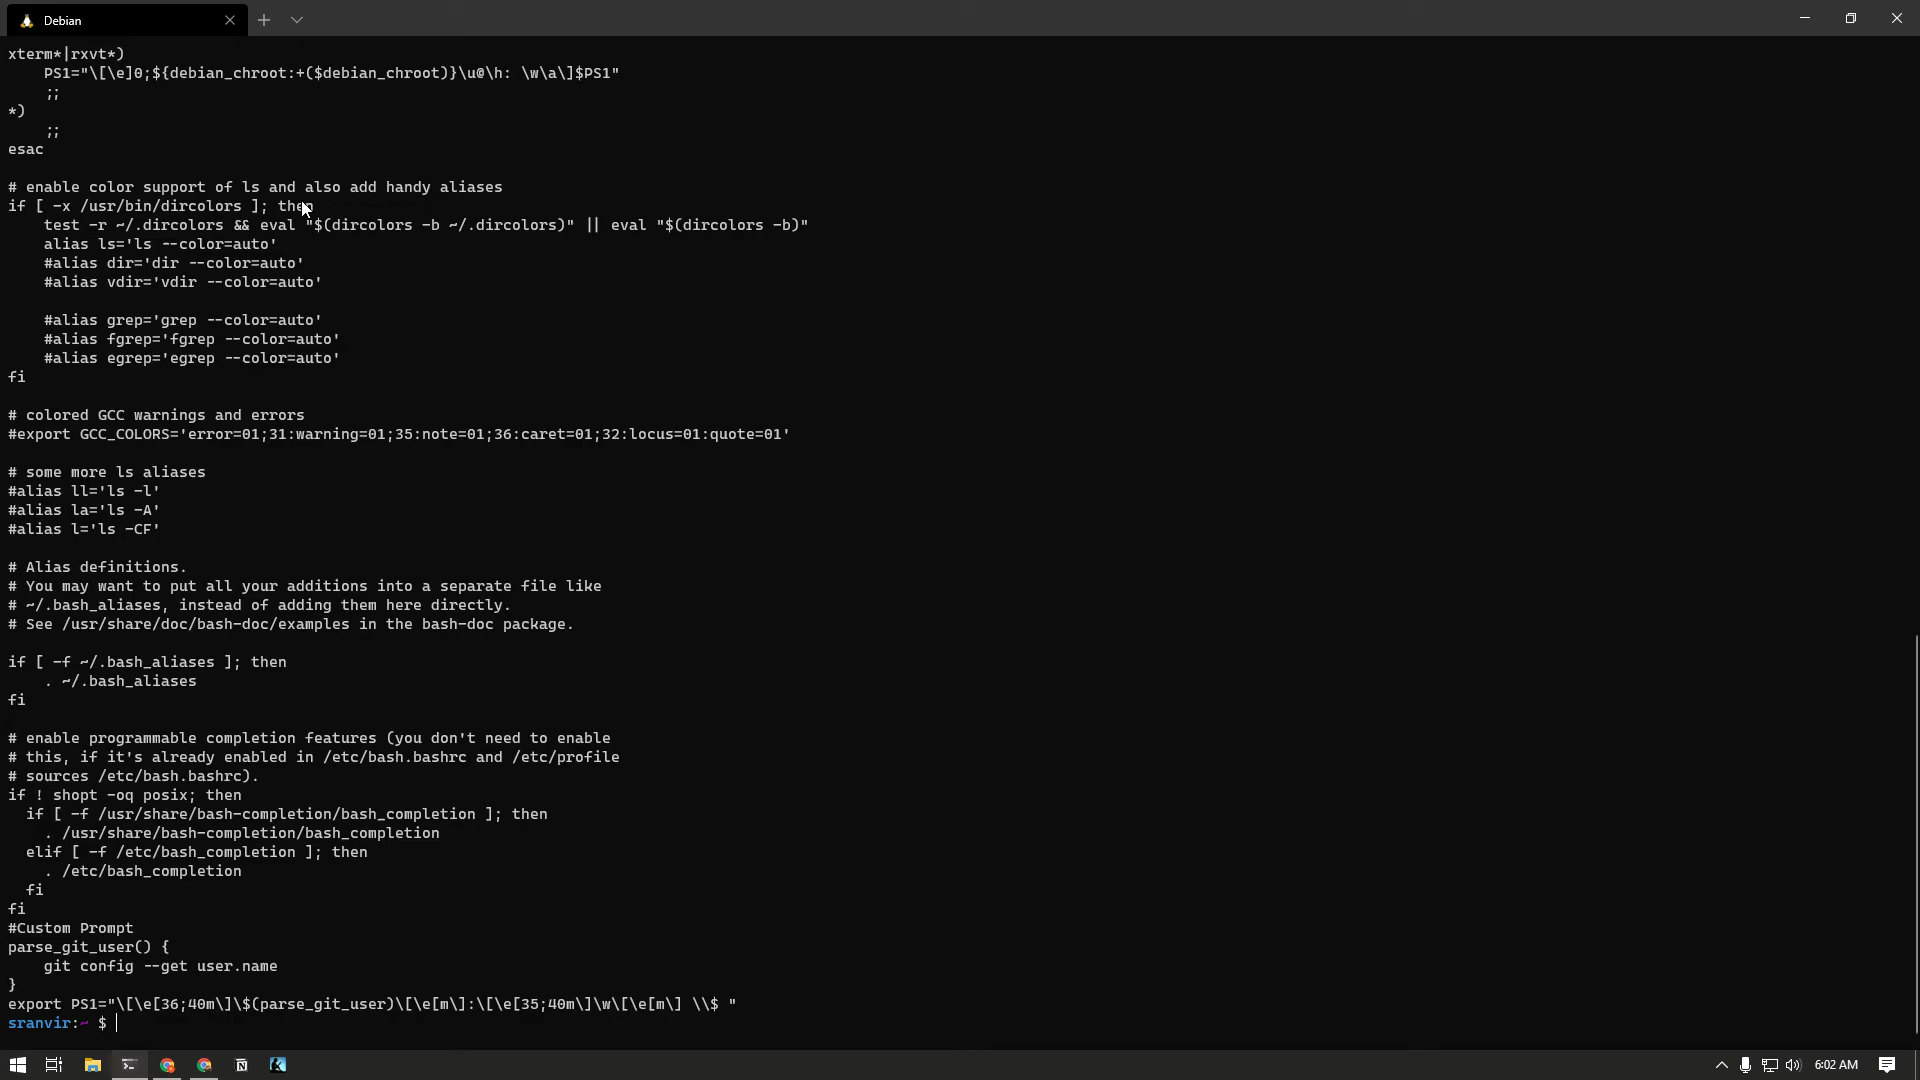 Debian
xterm*|rxvt*)
    PS1="\[\e]0;${debian_chroot:+($debian_chroot)}\u@\h: \w\a\]$PS1"
    ;;
*)
    ;;
esac

# enable color support of ls and also add handy aliases
if [ -x /usr/bin/dircolors ]; then
    test -r ~/.dircolors && eval "$(dircolors -b ~/.dircolors)" || eval "$(dircolors -b)"
    alias ls='ls --color=auto'
    #alias dir='dir --color=auto'
    #alias vdir='vdir --color=auto'

    #alias grep='grep --color=auto'
    #alias fgrep='fgrep --color=auto'
    #alias egrep='egrep --color=auto'
fi

# colored GCC warnings and errors
#export GCC_COLORS='error=01;31:warning=01;35:note=01;36:caret=01;32:locus=01:quote=01'

# some more ls aliases
#alias ll='ls -l'
#alias la='ls -A'
#alias l='ls -CF'

# Alias definitions.
# You may want to put all your additions into a separate file like
# ~/.bash_aliases, instead of adding them here directly.
# See /usr/share/doc/bash-doc/examples in the bash-doc package.

if [ -f ~/.bash_aliases ]; then
    . ~/.bash_aliases
fi

# enable programmable completion features (you don't need to enable
# this, if it's already enabled in /etc/bash.bashrc and /etc/profile
# sources /etc/bash.bashrc).
if ! shopt -oq posix; then
  if [ -f /usr/share/bash-completion/bash_completion ]; then
    . /usr/share/bash-completion/bash_completion
  elif [ -f /etc/bash_completion ]; then
    . /etc/bash_completion
  fi
fi
#Custom Prompt
parse_git_user() {
    git config --get user.name
}
export PS1="\[\e[36;40m\]\$(parse_git_user)\[\e[m\]:\[\e[35;40m\]\w\[\e[m\] \\$ "
sranvir:~ $
6:02 AM